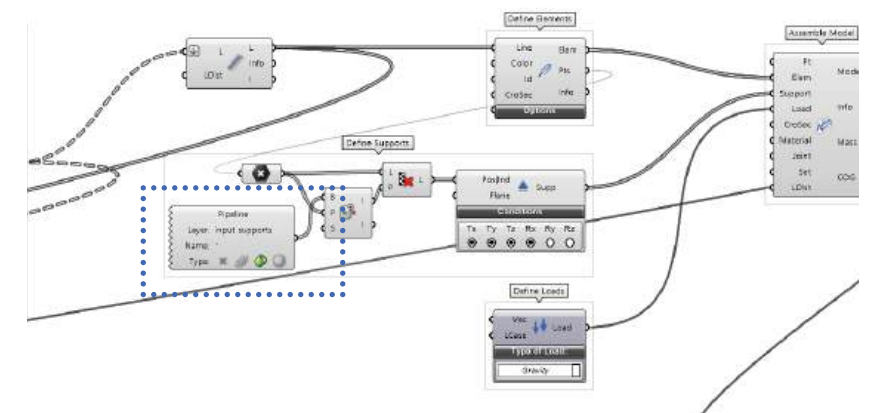 Define Elements
Assemble Model
L
L
Info
LDist
I
Line
Elem
Color
Pts
Id
Info
CroSec
Options
Pt
Elem
Mode
Support
Load
Info
CroSec
Material
Mass
Joint
Set
COG
LDist
Define Supports
L
P
L
PosInd
Supp
Plane
Conditions
Tx Ty Tz Rx Ry Rz
B
P
S
I
I
Pipeline
Layer: input supports
Name: *
Type:
Define Loads
Vec
Load
LCase
Type of Load:
Gravity